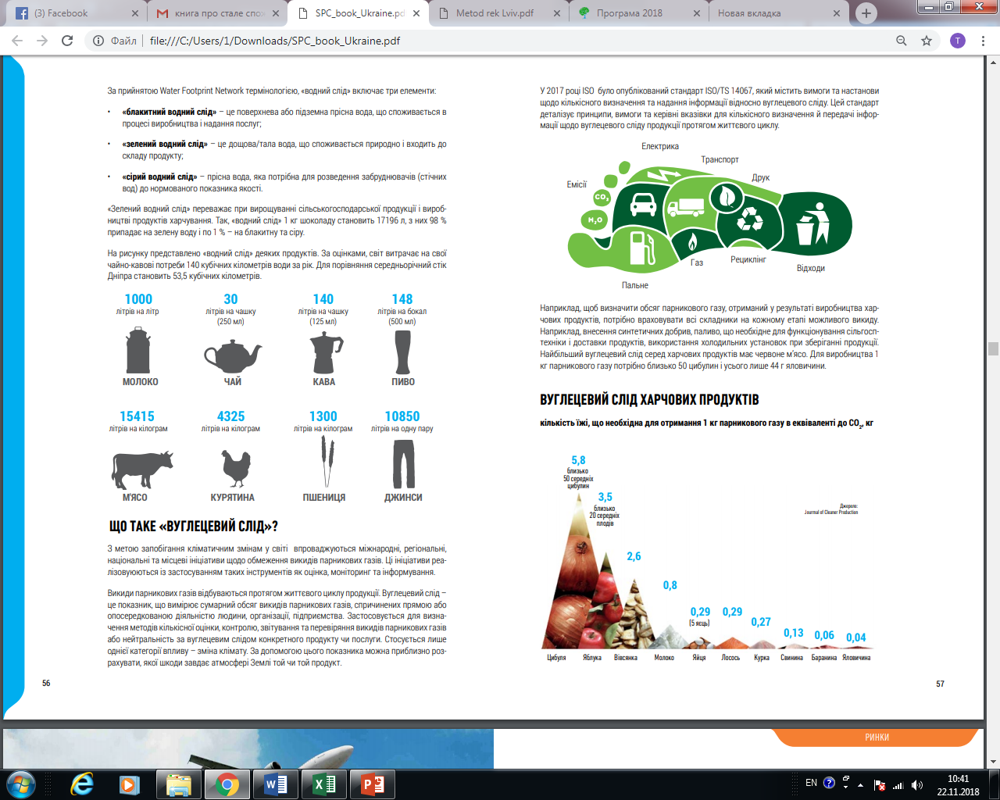 (3) Facebook
книга про стале спож
SPC_book_Ukraine.pd
Metod rek Lviv.pdf
Програма 2018
Новая вкладка
Файл
file:///C:/Users/1/Downloads/SPC_book_Ukraine.pdf
T
За прийнятою Water Footprint Network термінологією, «водний слід» включає три елементи:
• «блакитний водний слід» – це поверхнева або підземна прісна вода, що споживається в
процесі виробництва і надання послуг;
• «зелений водний слід» – це дощова/тала вода, що споживається природно і входить до
складу продукту;
• «сірий водний слід» – прісна вода, яка потрібна для розведення забруднювачів (стічних
вод) до нормованого показника якості.
«Зелений водний слід» переважає при вирощуванні сільськогосподарської продукції і вироб-
ництві продуктів харчування. Так, «водний слід» 1 кг шоколаду становить 17196 л, з них 98 %
припадає на зелену воду і по 1 % – на блакитну та сіру.
На рисунку представлено «водний слід» деяких продуктів. За оцінками, світ витрачає на свої
чайно-кавові потреби 140 кубічних кілометрів води за рік. Для порівняння середньорічний стік
Дніпра становить 53,5 кубічних кілометрів.
1000
літрів на літр
МОЛОКО
30
літрів на чашку
(250 мл)
ЧАЙ
140
літрів на чашку
(125 мл)
КАВА
148
літрів на бокал
(500 мл)
ПИВО
15415
літрів на кілограм
М'ЯСО
4325
літрів на кілограм
КУРЯТИНА
1300
літрів на кілограм
ПШЕНИЦЯ
10850
літрів на одну пару
ДЖИНСИ
ЩО ТАКЕ «ВУГЛЕЦЕВИЙ СЛІД»?
З метою запобігання кліматичним змінам у світі впроваджуються міжнародні, регіональні,
національні та місцеві ініціативи щодо обмеження викидів парникових газів. Ці ініціативи реа-
лізовуюються із застосуванням таких інструментів як оцінка, моніторинг та інформування.
Викиди парникових газів відбуваються протягом життєвого циклу продукції. Вуглецевий слід –
це показник, що вимірює сумарний обсяг викидів парникових газів, спричинених прямою або
опосередкованою діяльністю людини, організації, підприємства. Застосовується для визна-
чення методів кількісної оцінки, контролю, звітування та перевіряння викидів парникових газів
або нейтральність за вуглецевим слідом конкретного продукту чи послуги. Стосується лише
однієї категорії впливу – зміна клімату. За допомогою цього показника можна приблизно роз-
рахувати, якої шкоди завдає атмосфері Землі той чи той продукт.
56
У 2017 році ISO було опублікований стандарт ISO/TS 14067, який містить вимоги та настанови
щодо кількісного визначення та надання інформації відносно вуглецевого сліду. Цей стандарт
деталізує принципи, вимоги та керівні вказівки для кількісного визначення й передачі інфор-
мації щодо вуглецевого сліду продукції протягом життєвого циклу.
Електрика
Транспорт
Друк
Емісії
CO₂
H₂O
Газ
Рециклінг
Відходи
Пальне
Наприклад, щоб визначити обсяг парникового газу, отриманий у результаті виробництва хар-
чових продуктів, потрібно враховувати всі складники на кожному етапі можливого викиду.
Наприклад, внесення синтетичних добрив, паливо, що необхідне для функціонування сільгосп-
техніки і доставки продуктів, використання холодильних установок при зберіганні продукції.
Найбільший вуглецевий слід серед харчових продуктів має червоне м'ясо. Для виробництва 1
кг парникового газу потрібно близько 50 цибулин і усього лише 44 г яловичини.
ВУГЛЕЦЕВИЙ СЛІД ХАРЧОВИХ ПРОДУКТІВ
кількість їжі, що необхідна для отримання 1 кг парникового газу в еквіваленті до CO₂, кг
5,8
близько
50 середніх
цибулин
3,5
близько
20 середніх
плодів
2,6
0,8
0,29
(5 яєць)
0,29
0,27
0,13
0,06
0,04
Джерело:
Journal of Cleaner Production
Цибуля Яблука Вівсянка Молоко Яйця Лосось Курка Свинина Баранина Яловичина
57
РИНКИ
EN
10:41
22.11.2018